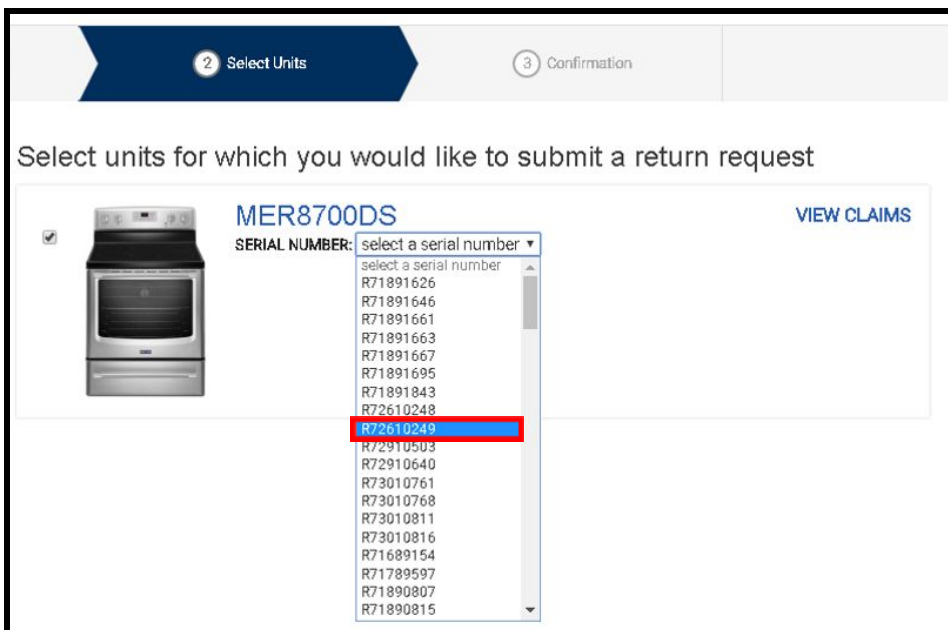 2 Select Units
3 Confirmation
Select units for which you would like to submit a return request
MER8700DS
VIEW CLAIMS
SERIAL NUMBER: select a serial number
select a serial number
R71891626
R71891646
R71891661
R71891663
R71891667
R71891695
R71891843
R72610248
R72610249
R72910503
R72910640
R73010761
R73010768
R73010811
R73010816
R71689154
R71789597
R71890807
R71890815